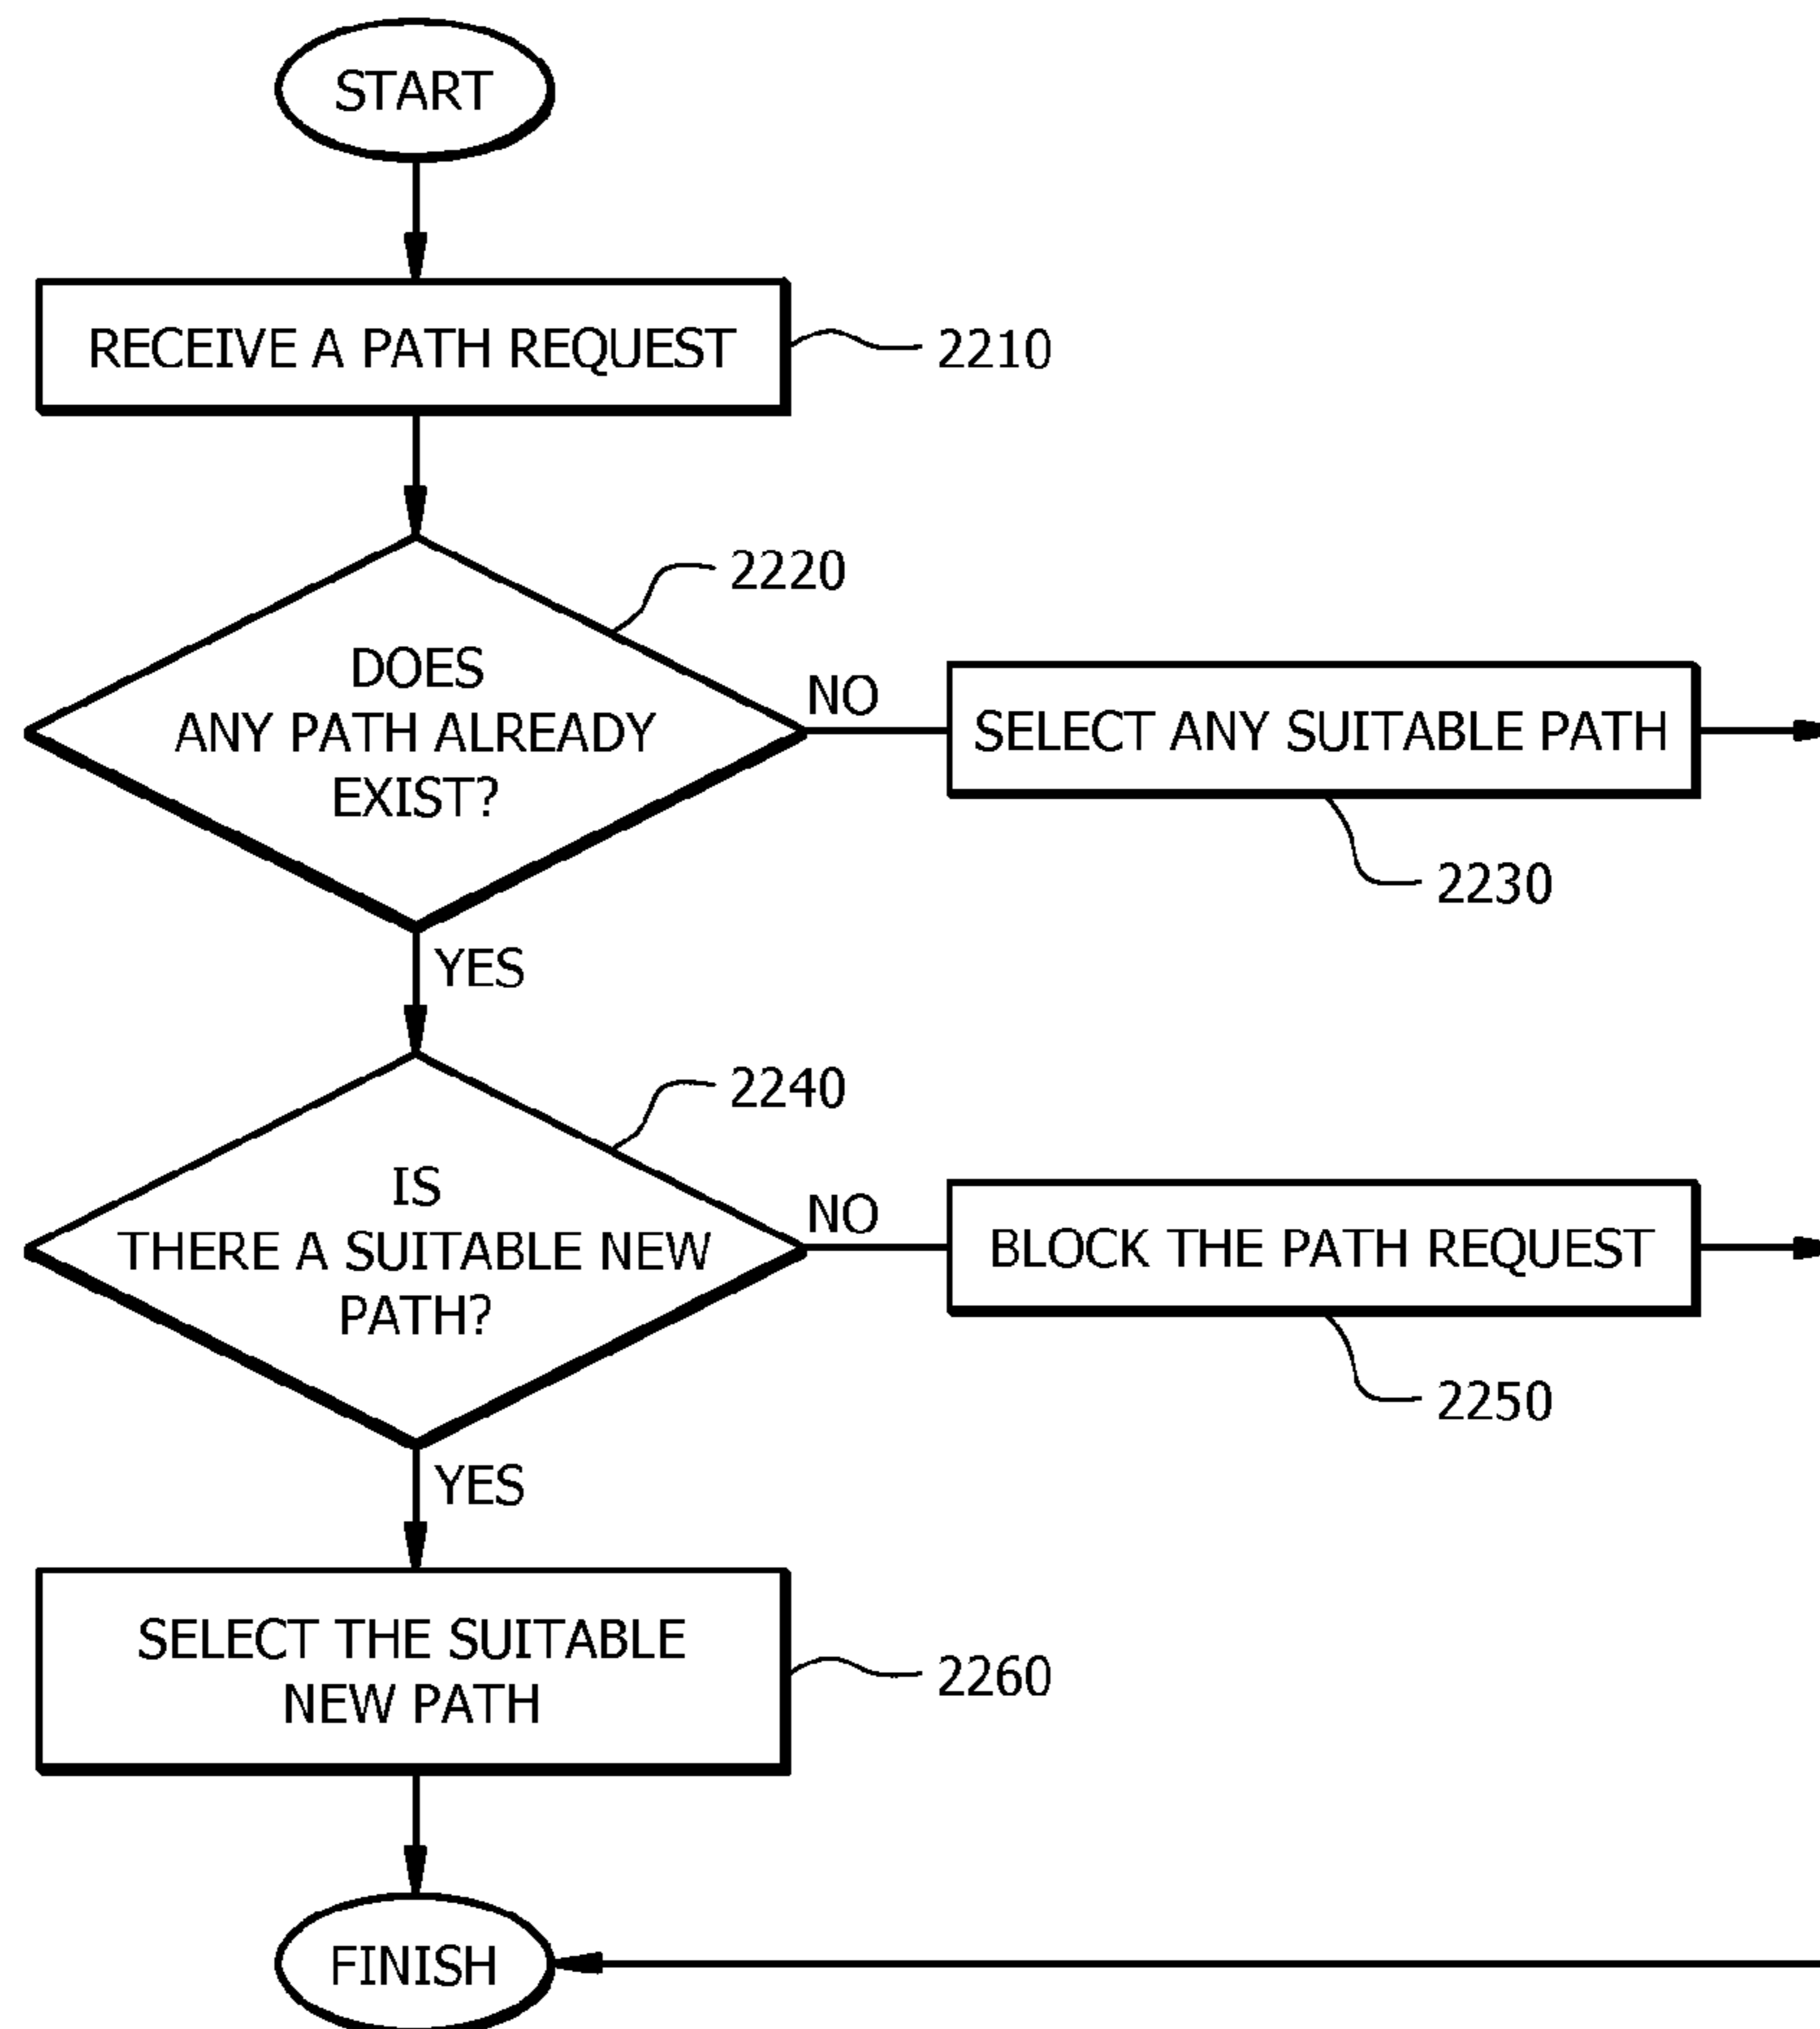 START
RECEIVE A PATH REQUEST
2210
2220
DOES
ANY PATH ALREADY
EXIST?
NO
SELECT ANY SUITABLE PATH
2230
YES
2240
IS
THERE A SUITABLE NEW
PATH?
NO
BLOCK THE PATH REQUEST
2250
YES
SELECT THE SUITABLE
NEW PATH
2260
FINISH